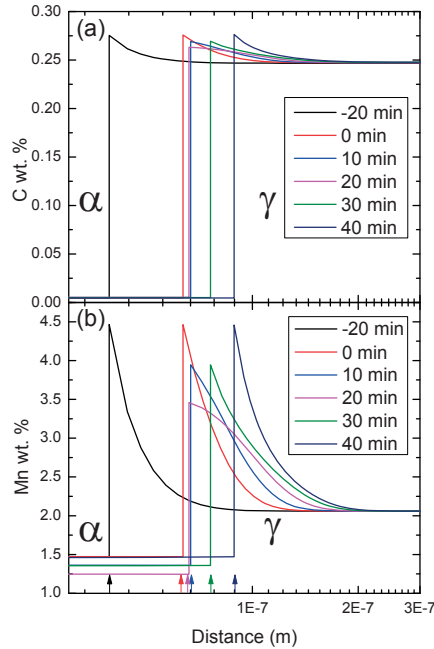 (a)
0.30
0.25
0.20
0.15
0.10
0.05
0.00
C wt. %
α
γ
-20 min
0 min
10 min
20 min
30 min
40 min
(b)
4.5
4.0
3.5
3.0
2.5
2.0
1.5
1.0
Mn wt. %
α
γ
-20 min
0 min
10 min
20 min
30 min
40 min
1E-7
2E-7
3E-7
Distance (m)